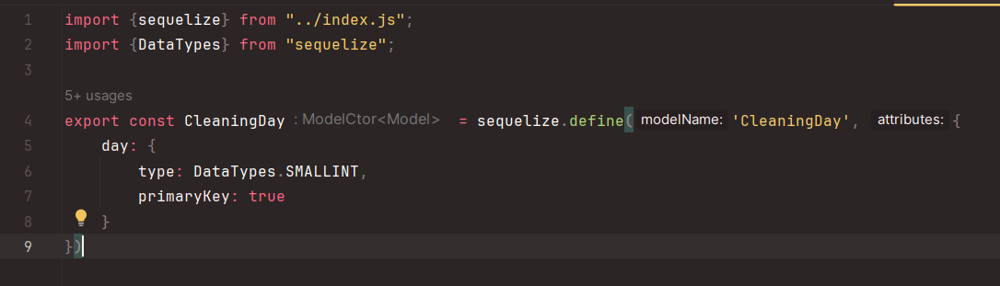 1 import {sequelize} from "../index.js";
2 import {DataTypes} from "sequelize";
3
5+ usages
4 export const CleaningDay : ModelCtor<Model> = sequelize.define( modelName: 'CleaningDay', attributes: {
5 day: {
6 type: DataTypes.SMALLINT,
7 primaryKey: true
8 }
9 })